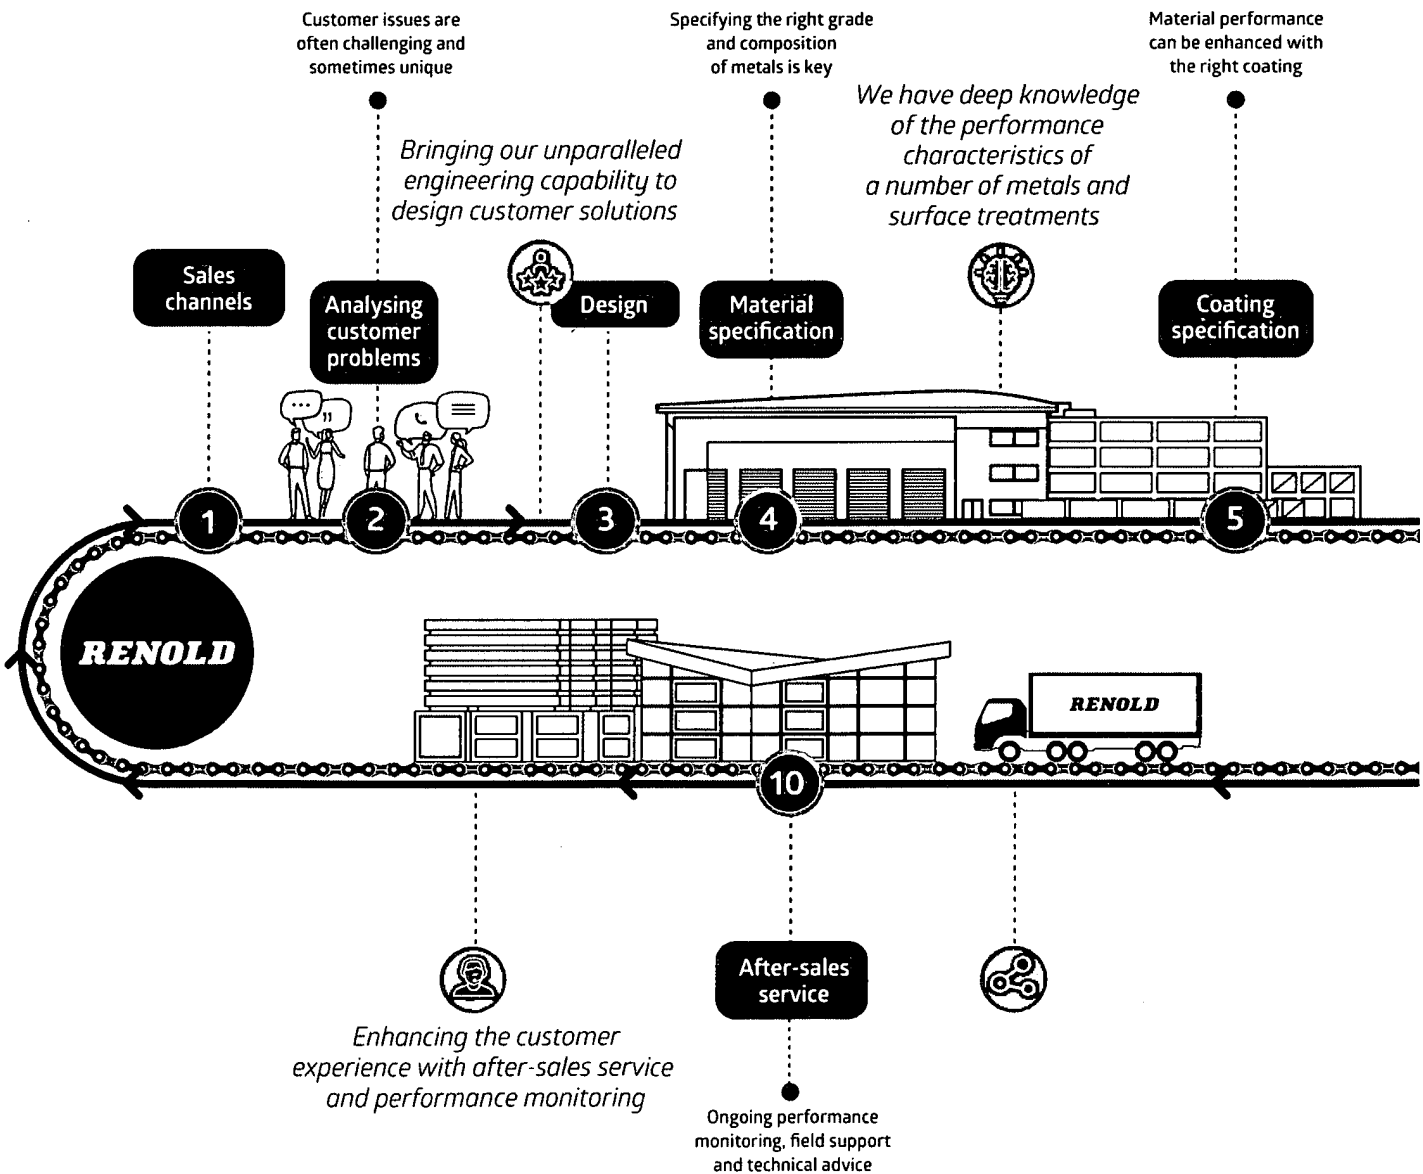 Customer issues are
often challenging and
sometimes unique
Specifying the right grade
and composition
of metals is key
Material performance
can be enhanced with
the right coating
Bringing our unparalleled
engineering capability to
design customer solutions
We have deep knowledge
of the performance
characteristics of
a number of metals and
surface treatments
Sales
channels
Analysing
customer
problems
Design
Material
specification
Coating
specification
1
2
3
4
5
RENOLD
RENOLD
10
After-sales
service
Enhancing the customer
experience with after-sales service
and performance monitoring
Ongoing performance
monitoring, field support
and technical advice